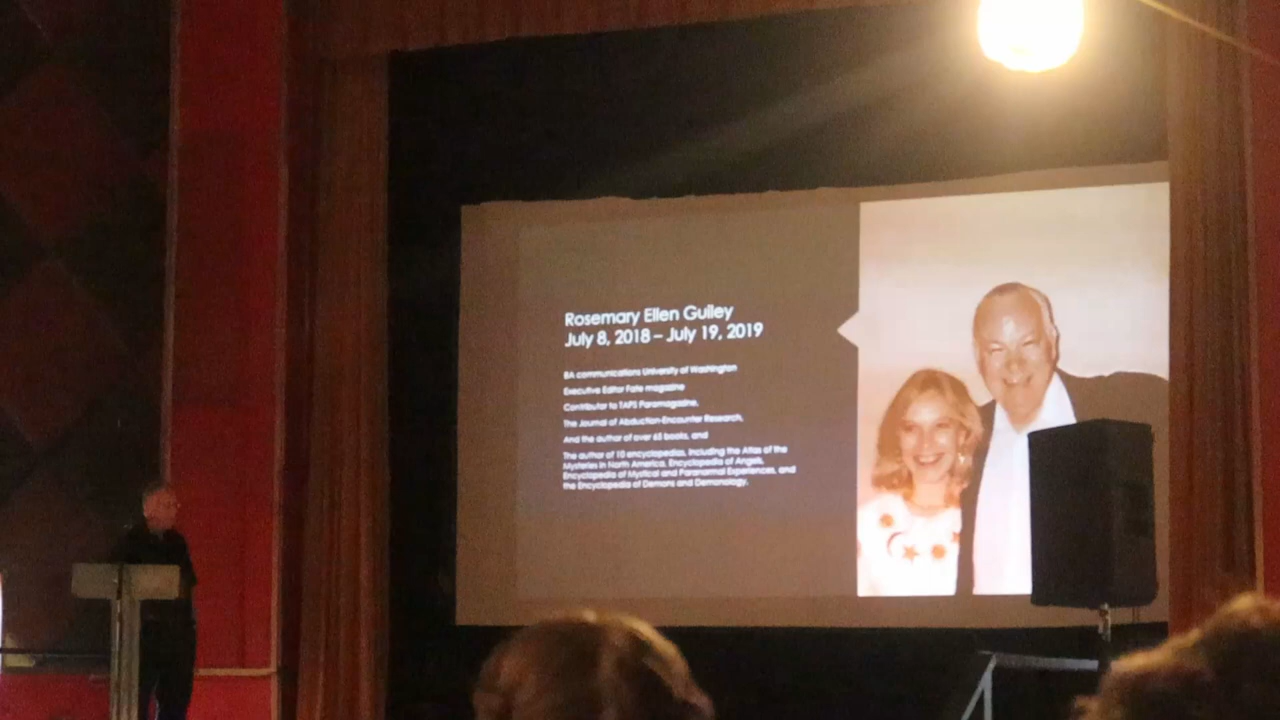 Rosemary Ellen Guiley
July 8, 2018 – July 19, 2019
BA communications University of Washington
Executive Editor Fate magazine
Contributor to TAPS Paramagazine,
The Journal of Abduction-Encounter Research,
And the author of over 65 books, and
The author of 10 encyclopedias, including the Atlas of the
Mysteries in North America, Encyclopedia of Angels,
Encyclopedia of Mystical and Paranormal Experiences, and
the Encyclopedia of Demons and Demonology.